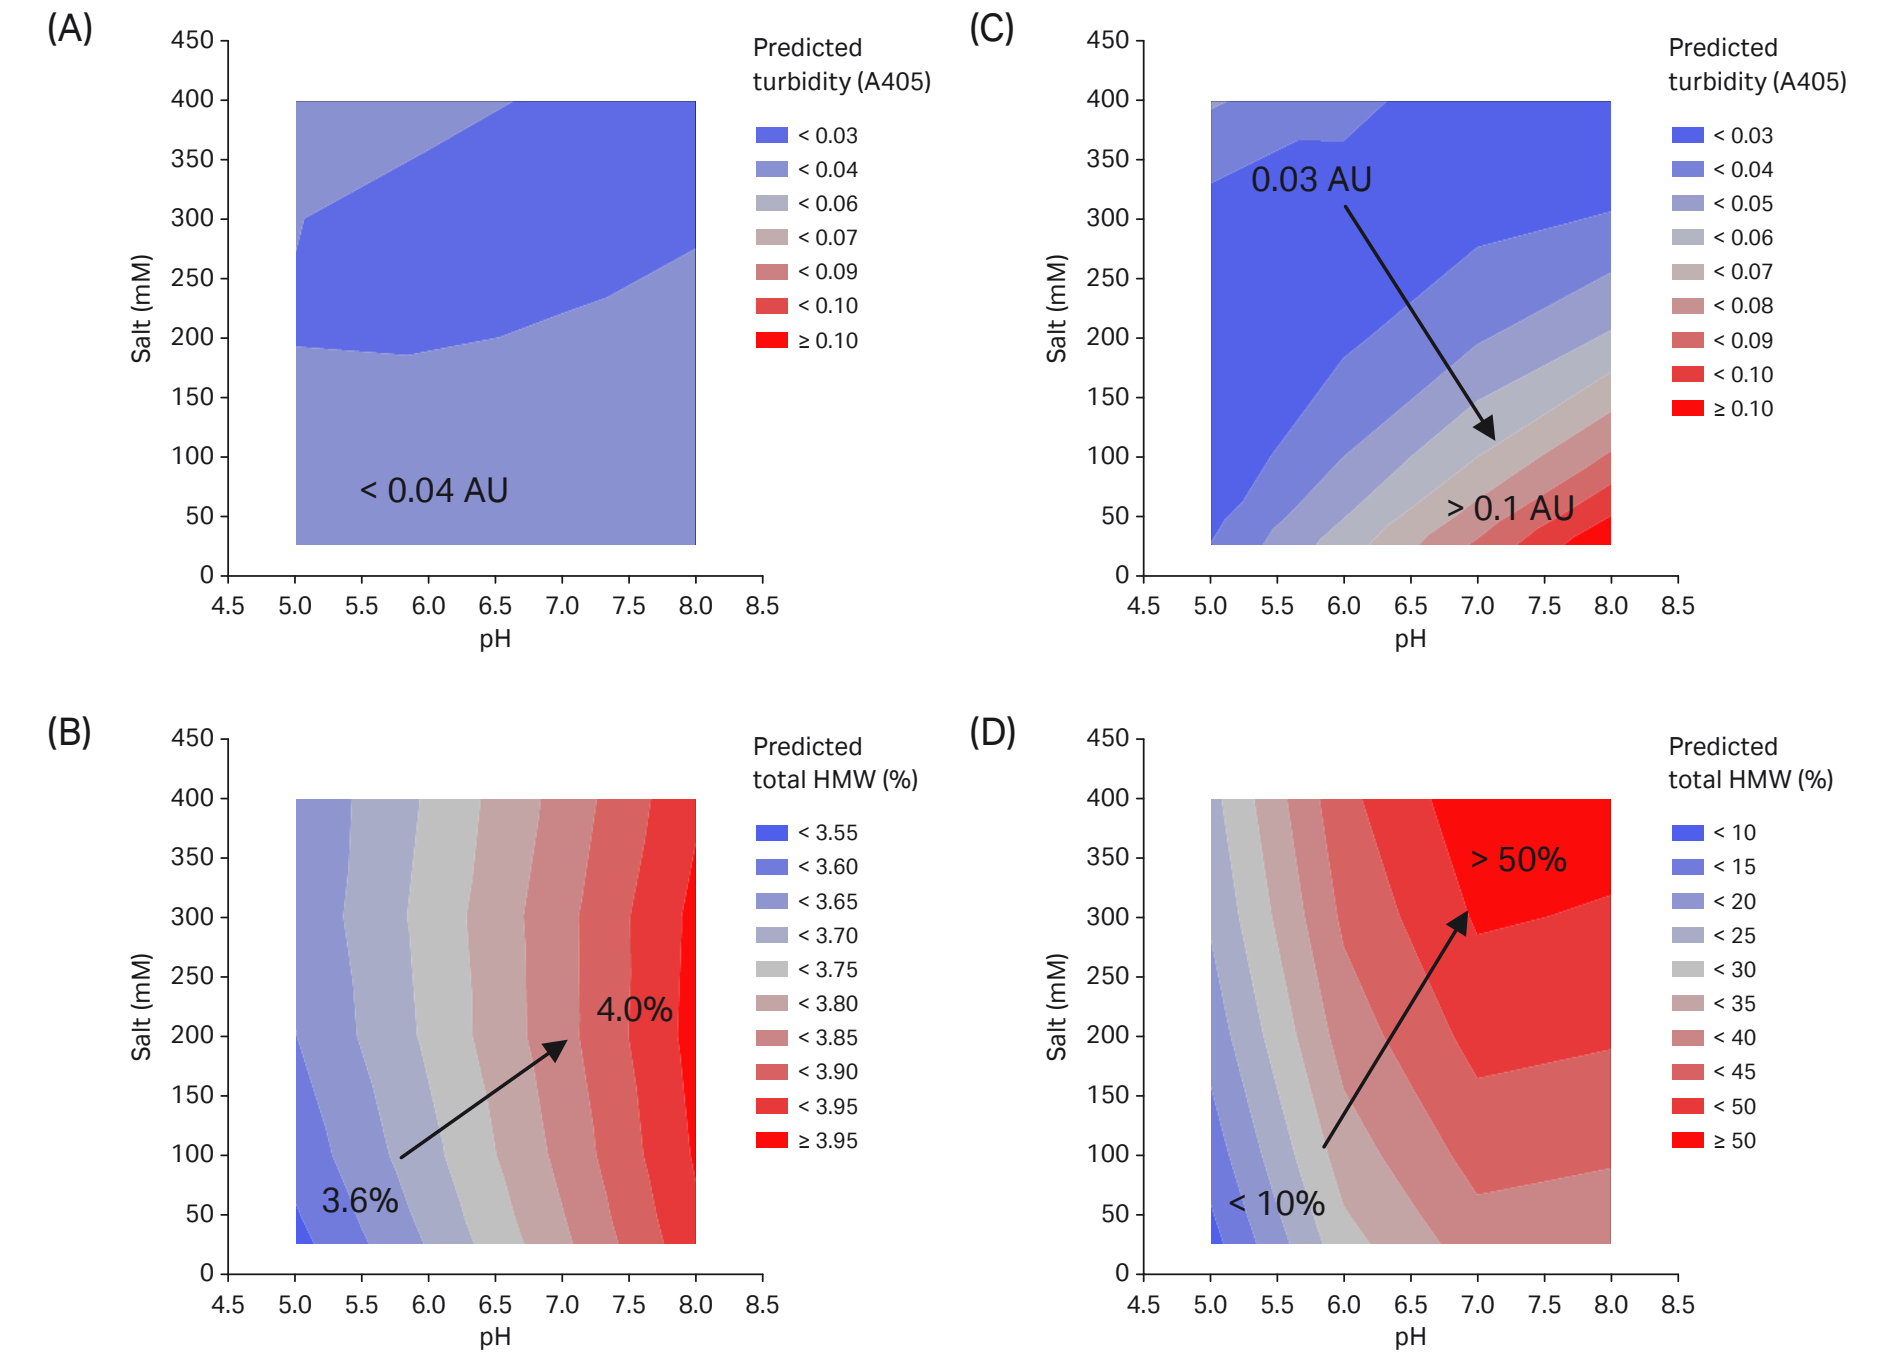 (A)
450
400
350
300
250
200
150
100
50
0
Salt (mM)
4.5 5.0 5.5 6.0 6.5 7.0 7.5 8.0 8.5
pH
< 0.04 AU
Predicted
turbidity (A405)
< 0.03
< 0.04
< 0.06
< 0.07
< 0.09
< 0.10
≥ 0.10
(C)
450
400
350
300
250
200
150
100
50
0
Salt (mM)
4.5 5.0 5.5 6.0 6.5 7.0 7.5 8.0 8.5
pH
0.03 AU
> 0.1 AU
Predicted
turbidity (A405)
< 0.03
< 0.04
< 0.05
< 0.06
< 0.07
< 0.08
< 0.09
< 0.10
≥ 0.10
(B)
450
400
350
300
250
200
150
100
50
0
Salt (mM)
4.5 5.0 5.5 6.0 6.5 7.0 7.5 8.0 8.5
pH
4.0%
3.6%
Predicted
total HMW (%)
< 3.55
< 3.60
< 3.65
< 3.70
< 3.75
< 3.80
< 3.85
< 3.90
< 3.95
≥ 3.95
(D)
450
400
350
300
250
200
150
100
50
0
Salt (mM)
4.5 5.0 5.5 6.0 6.5 7.0 7.5 8.0 8.5
pH
> 50%
< 10%
Predicted
total HMW (%)
< 10
< 15
< 20
< 25
< 30
< 35
< 40
< 45
< 50
≥ 50